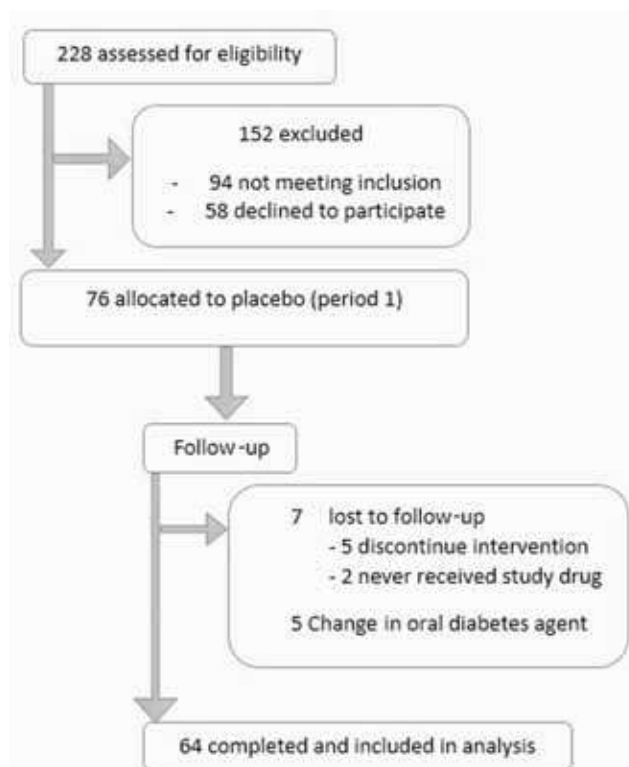 228 assessed for eligibility
152 excluded
- 94 not meeting inclusion
- 58 declined to participate
76 allocated to placebo (period 1)
Follow-up
7 lost to follow-up
- 5 discontinue intervention
- 2 never received study drug
5 Change in oral diabetes agent
64 completed and included in analysis